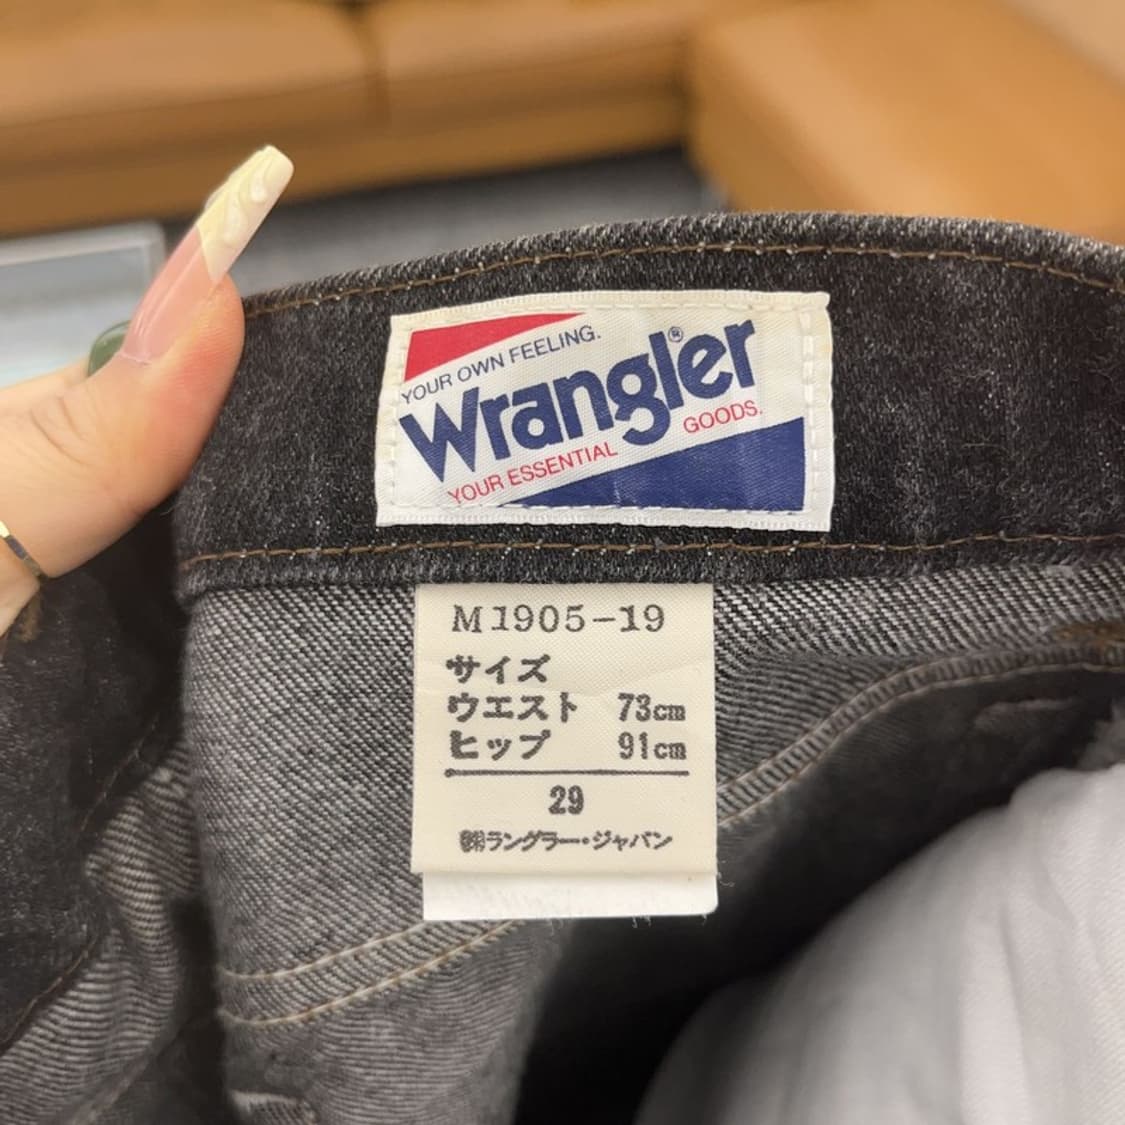 YOUR OWN FEELING.
Wrangler®
YOUR ESSENTIAL GOODS.
M1905-19
サイズ
ウエスト 73cm
ヒップ 91cm
29
㈱ラングラー・ジャパン